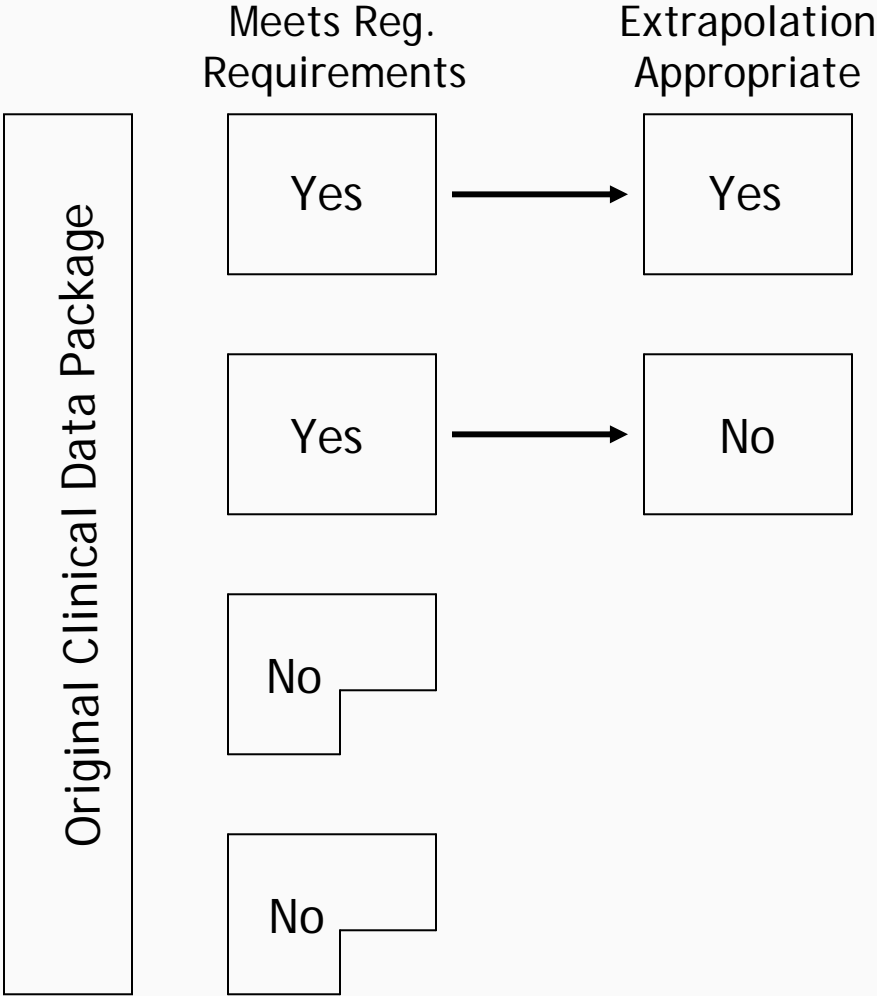 Meets Reg.
Requirements
Extrapolation
Appropriate
Original Clinical Data Package
Yes
Yes
Yes
No
No
No